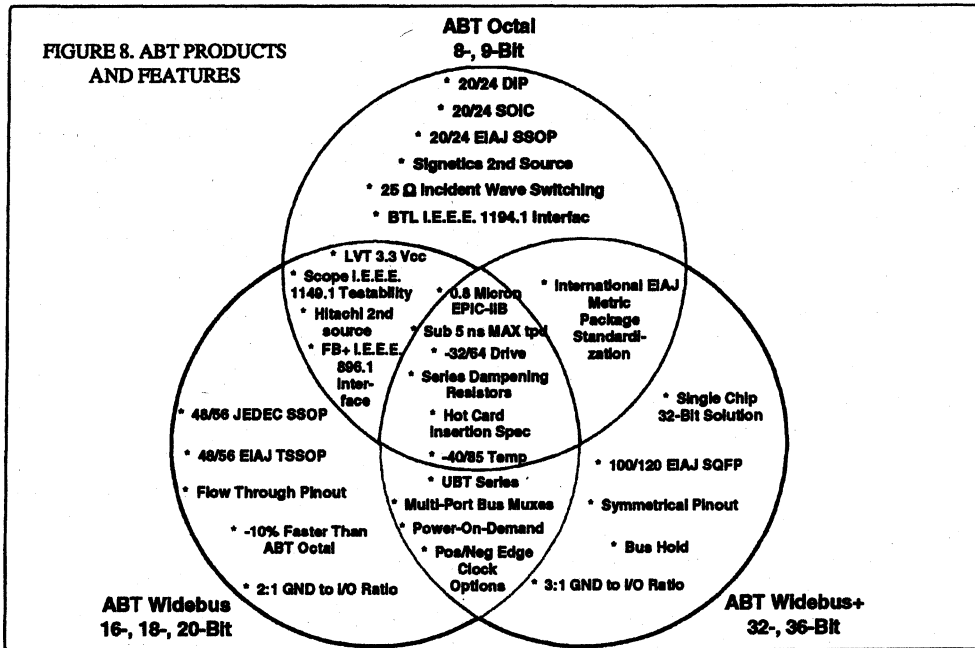 FIGURE 8. ABT PRODUCTS
AND FEATURES
ABT Octal
8-, 9-Bit
* 20/24 DIP
* 20/24 SOIC
* 20/24 EIAJ SSOP
* Signetics 2nd Source
* 25 Ω Incident Wave Switching
* BTL I.E.E.E. 1194.1 Interfac
* LVT 3.3 Vcc
* Scope I.E.E.E.
1149.1 Testability
* Hitachi 2nd
source
* FB+ I.E.E.E.
896.1
Inter-
face
* 0.8 Micron
EPIC-IIB
* Sub 5 ns MAX tpd
* -32/64 Drive
* Series Dampening
Resistors
* Hot Card
Insertion Spec
* -40/85 Temp
* International EIAJ
Metric
Package
Standardi-
zation
* 48/56 JEDEC SSOP
* 48/56 EIAJ TSSOP
* Flow Through Pinout
* -10% Faster Than
ABT Octal
* 2:1 GND to I/O Ratio
* UBT Series
* Multi-Port Bus Muxes
* Power-On-Demand
* Pos/Neg Edge
Clock
Options
* Single Chip
32-Bit Solution
* 100/120 EIAJ SQFP
* Symmetrical Pinout
* Bus Hold
* 3:1 GND to I/O Ratio
ABT Widebus
16-, 18-, 20-Bit
ABT Widebus+
32-, 36-Bit